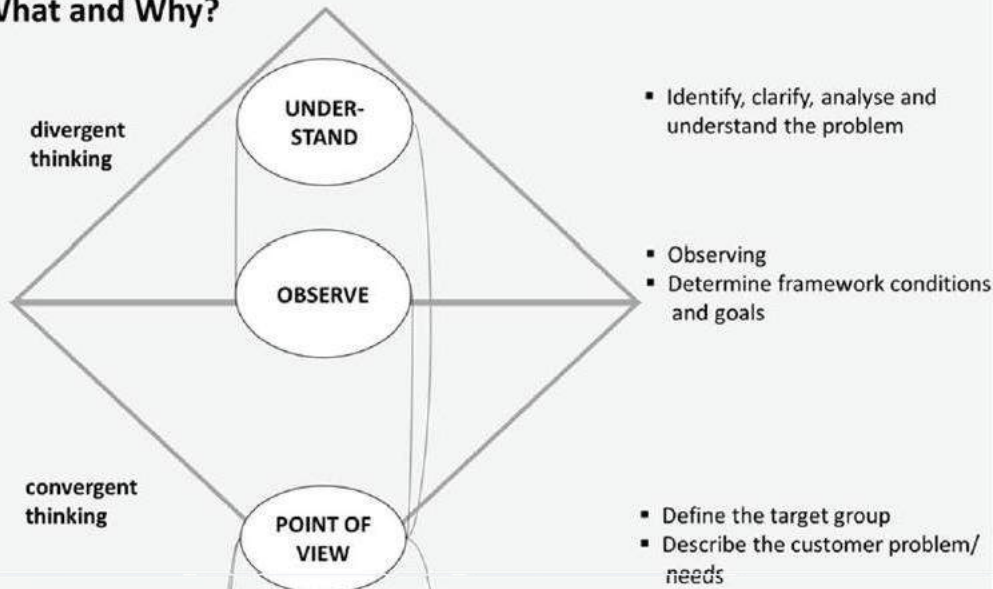 What and Why?
divergent
thinking
UNDER-
STAND
▪ Identify, clarify, analyse and
understand the problem
OBSERVE
▪ Observing
▪ Determine framework conditions
and goals
convergent
thinking
POINT OF
VIEW
▪ Define the target group
▪ Describe the customer problem/
needs